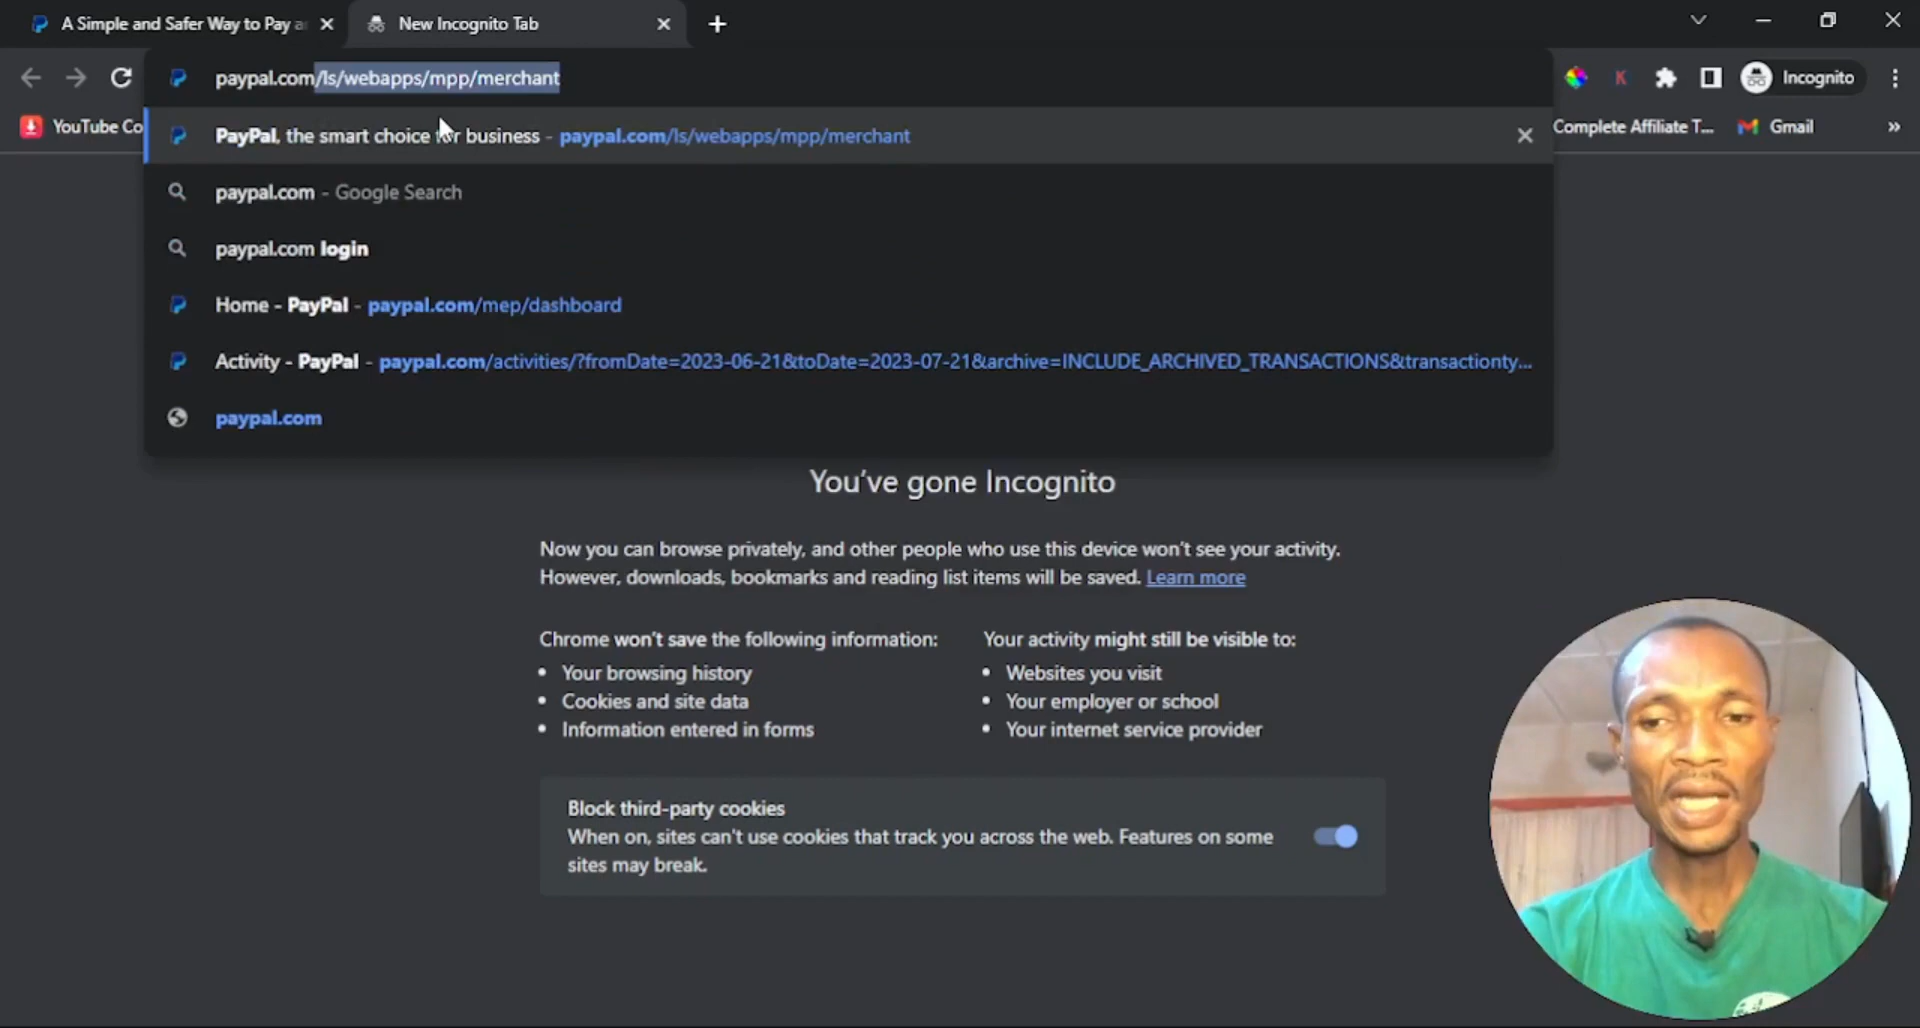 A Simple and Safer Way to Pay a
New Incognito Tab
paypal.com/ls/webapps/mpp/merchant
K
Incognito
YouTube Co
Complete Affiliate T...
Gmail
»
PayPal, the smart choice for business - paypal.com/ls/webapps/mpp/merchant
paypal.com - Google Search
paypal.com login
Home - PayPal - paypal.com/mep/dashboard
Activity - PayPal - paypal.com/activities/?fromDate=2023-06-21&toDate=2023-07-21&archive=INCLUDE_ARCHIVED_TRANSACTIONS&transactionty...
paypal.com
You've gone Incognito
Now you can browse privately, and other people who use this device won't see your activity.
However, downloads, bookmarks and reading list items will be saved. Learn more
Chrome won't save the following information:
• Your browsing history
• Cookies and site data
• Information entered in forms
Your activity might still be visible to:
• Websites you visit
• Your employer or school
• Your internet service provider
Block third-party cookies
When on, sites can't use cookies that track you across the web. Features on some
sites may break.